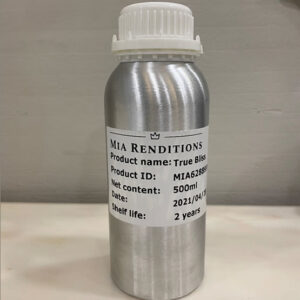 MIA RENDITIONS
Product name: True Bliss
Product ID: MIA628
Net content: 500ml
Date: 2021/04/
Shelf life: 2 years